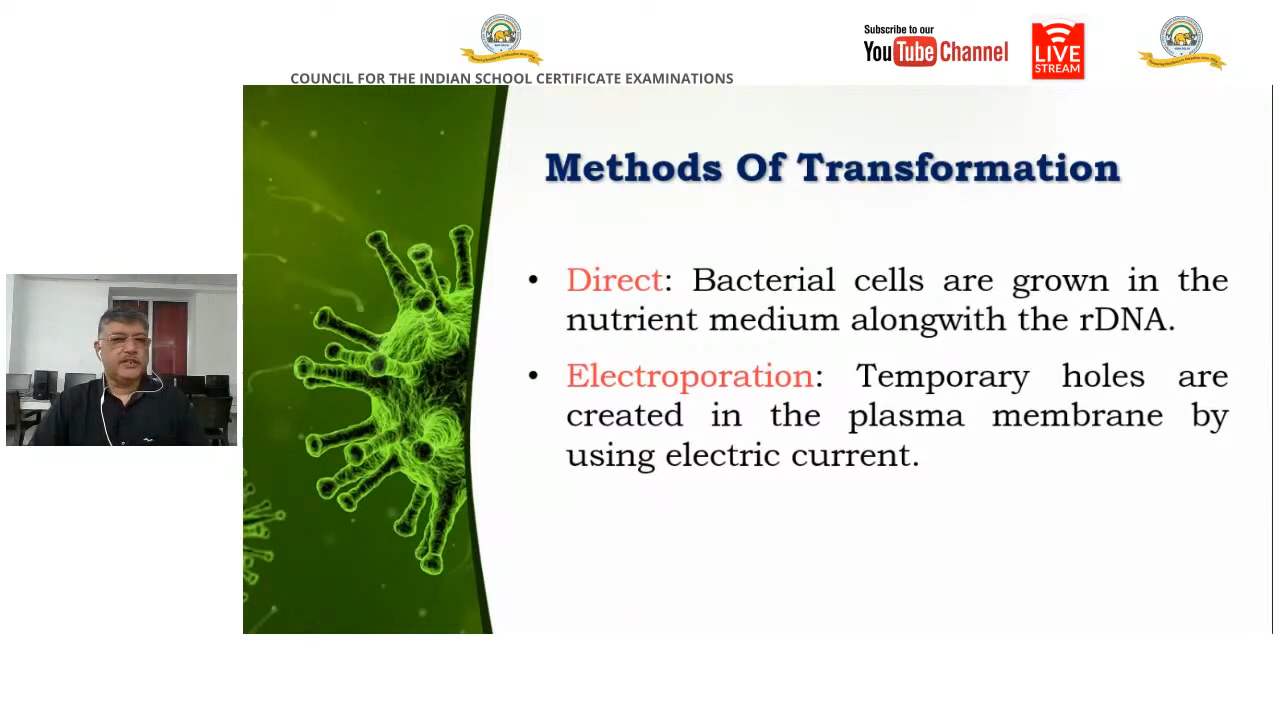 Subscribe to our
YouTube Channel
LIVE
STREAM
COUNCIL FOR THE INDIAN SCHOOL CERTIFICATE EXAMINATIONS
Methods Of Transformation
• Direct: Bacterial cells are grown in the
nutrient medium alongwith the rDNA.
• Electroporation: Temporary holes are
created in the plasma membrane by
using electric current.